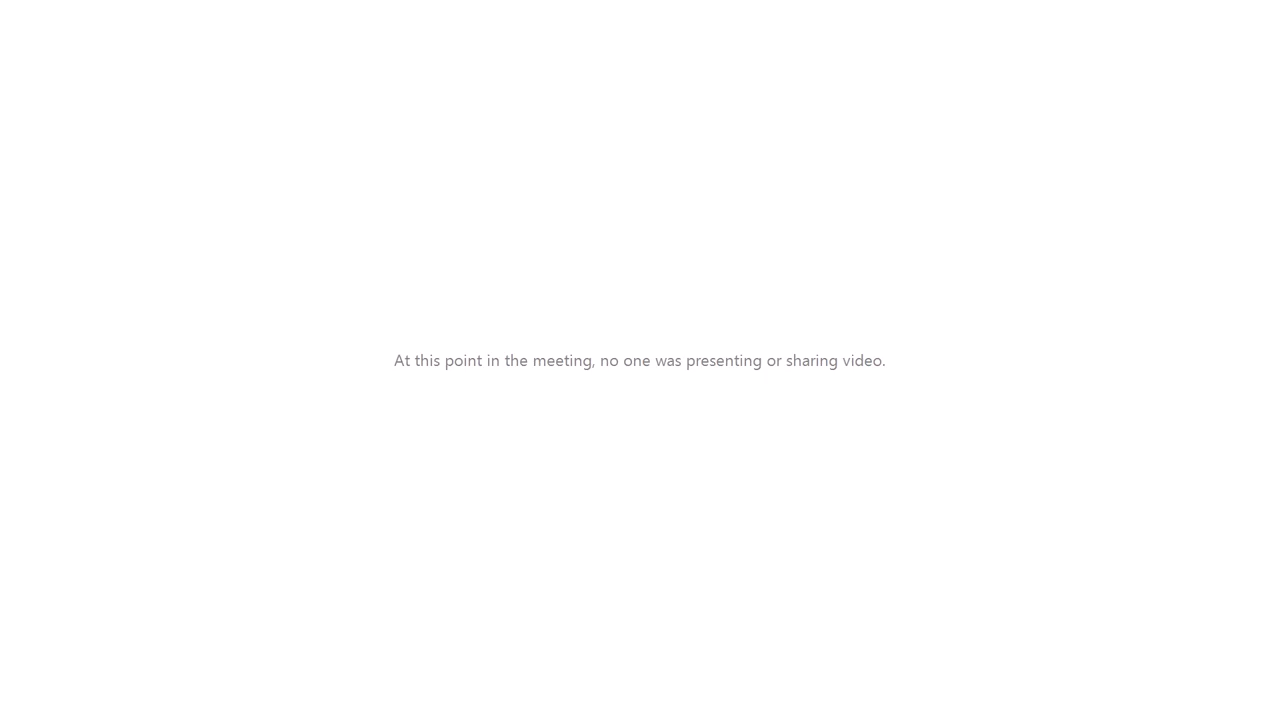 At this point in the meeting, no one was presenting or sharing video.